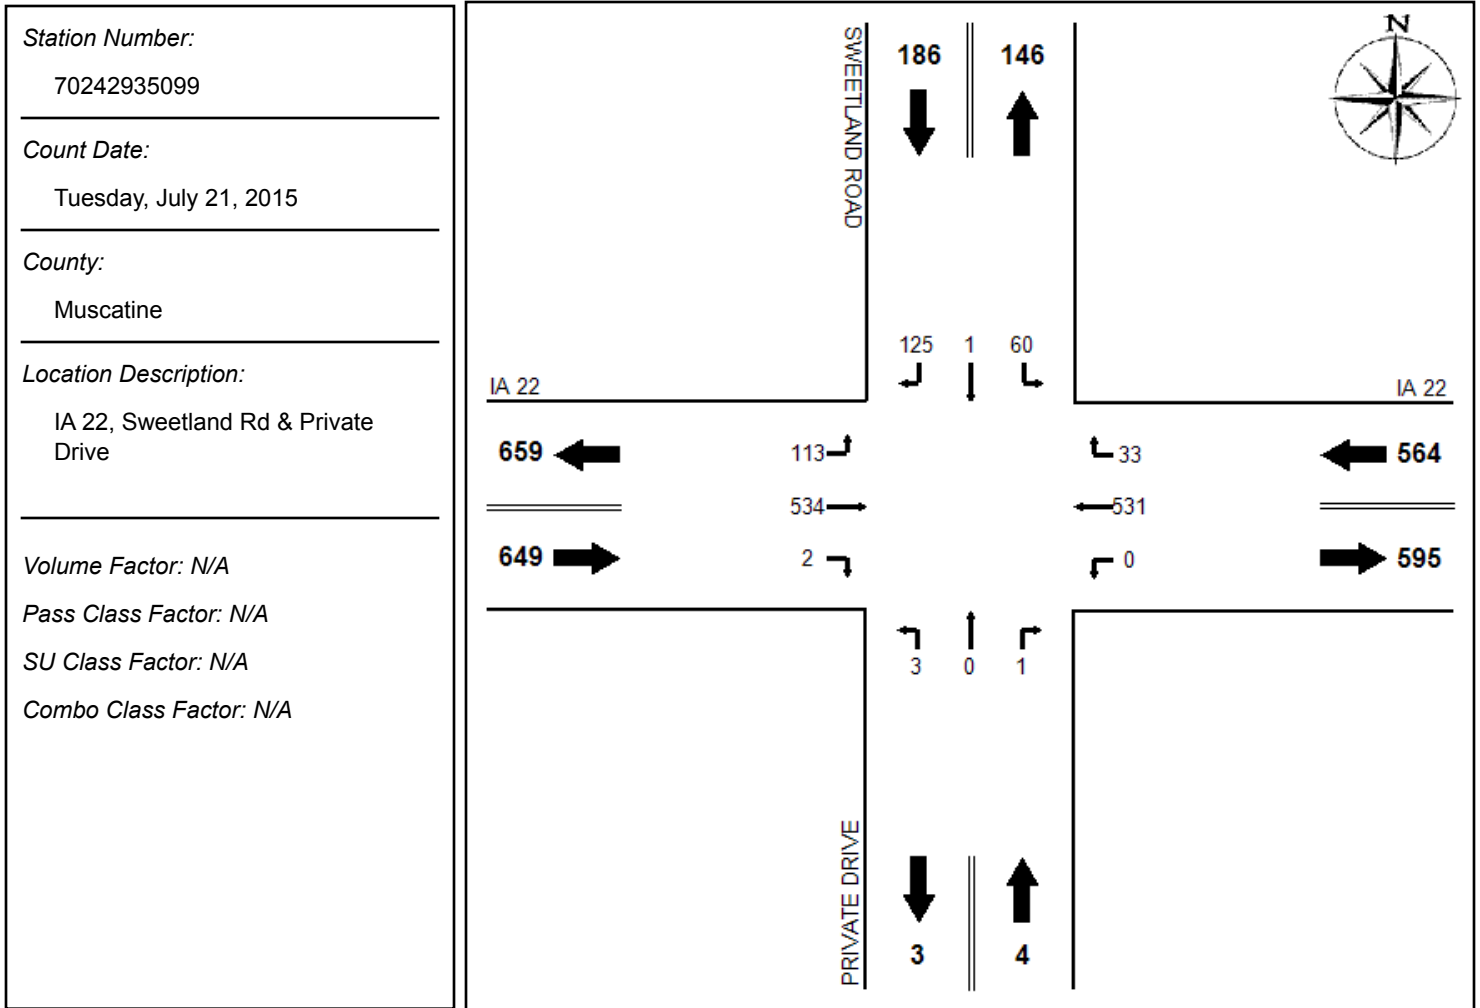 Station Number:
70242935099
Count Date:
Tuesday, July 21, 2015
County:
Muscatine
Location Description:
IA 22, Sweetland Rd & Private
Drive
Volume Factor: N/A
Pass Class Factor: N/A
SU Class Factor: N/A
Combo Class Factor: N/A
N
SWEETLAND ROAD
186 146
125 1 60
IA 22
IA 22
659 113 33 564
534 531
649 2 0 595
3 0 1
PRIVATE DRIVE
3 4